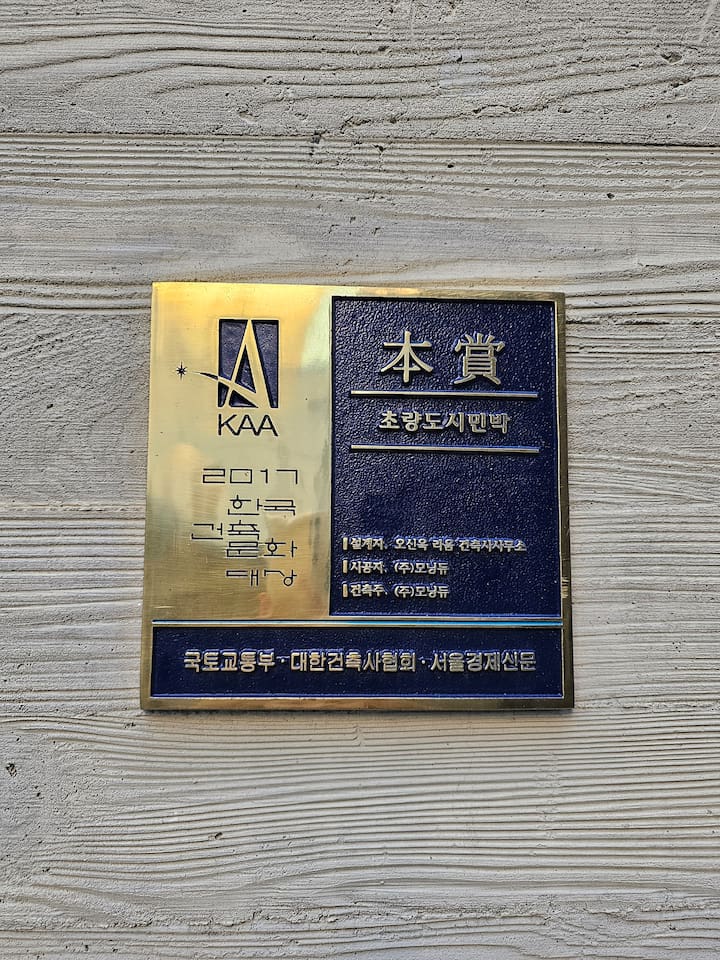 KAA
2017
한국
건축
문화
대상
本賞
초량도시민박
설계자. 오신욱 라움 건축사사무소
시공자. (주)모닝듀
건축주. (주)모닝듀
국토교통부·대한건축사협회·서울경제신문